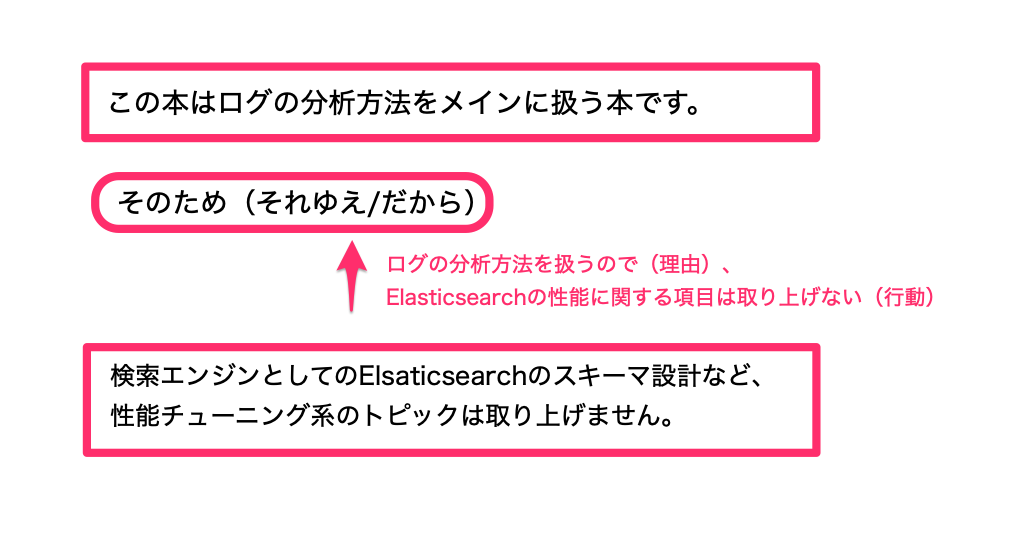 この本はログの分析方法をメインに扱う本です。
そのため（それゆえ/だから）
ログの分析方法を扱うので（理由）、
Elasticsearchの性能に関する項目は取り上げない（行動）
検索エンジンとしてのElsaticsearchのスキーマ設計など、
性能チューニング系のトピックは取り上げません。